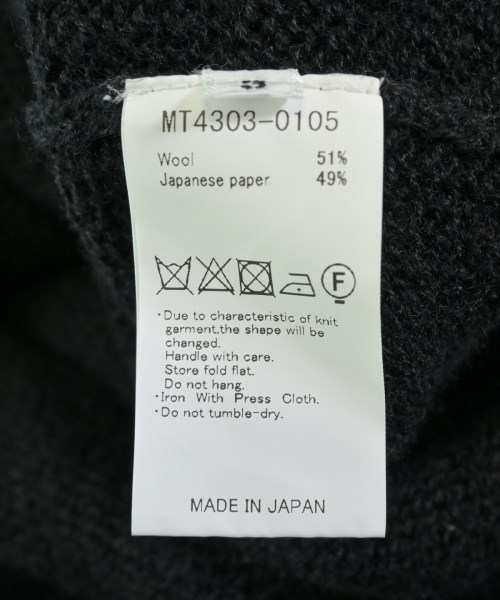 MT4303-0105
Wool 51%
Japanese paper 49%
F
・Due to characteristic of knit
garment,the shape will be
changed.
Handle with care.
Store fold flat.
Do not hang.
・Iron With Press Cloth.
・Do not tumble-dry.
MADE IN JAPAN